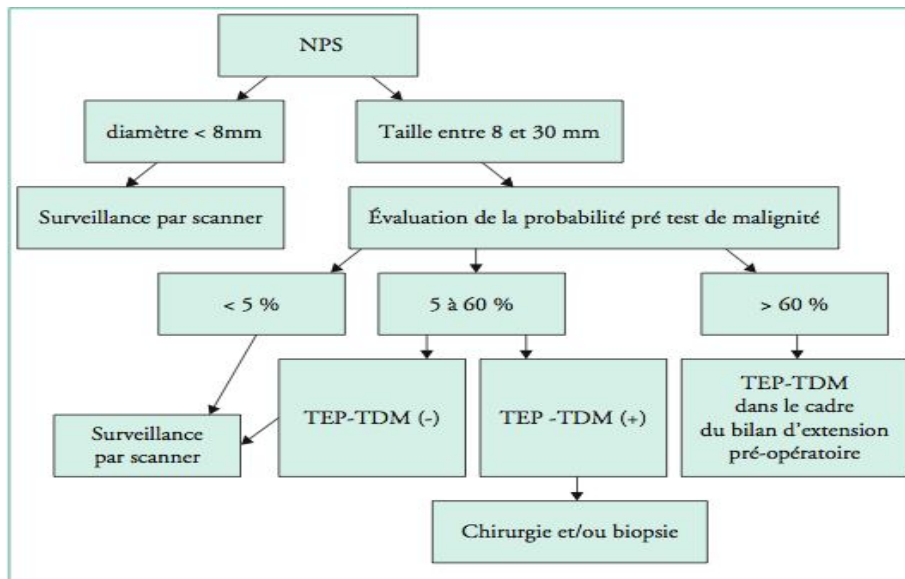 NPS
diamètre < 8mm
Taille entre 8 et 30 mm
Surveillance par scanner
Évaluation de la probabilité pré test de malignité
< 5 %
5 à 60 %
> 60 %
TEP-TDM (-)
TEP -TDM (+)
TEP-TDM
dans le cadre
du bilan d’extension
pré-opératoire
Surveillance
par scanner
Chirurgie et/ou biopsie